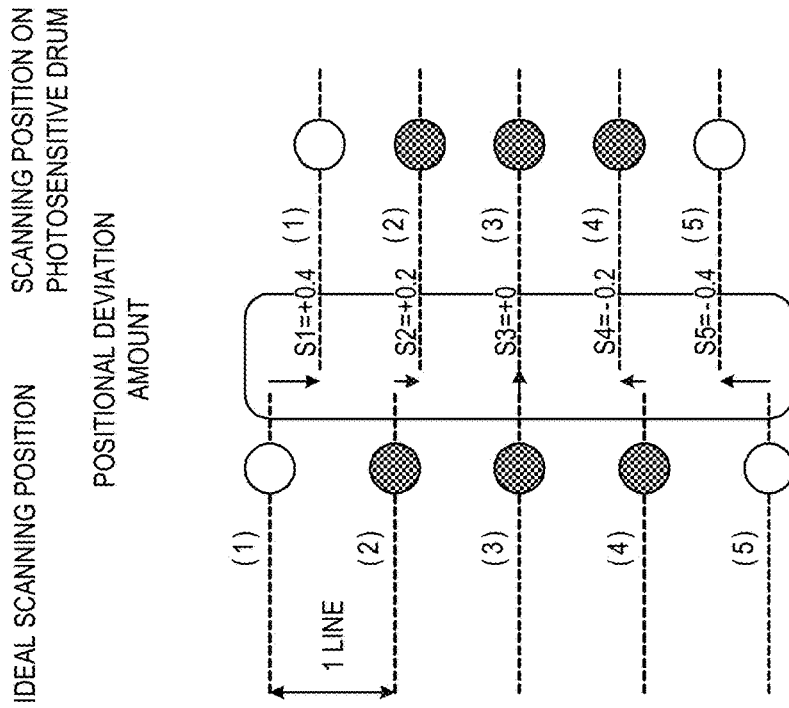 IDEAL SCANNING POSITION
SCANNING POSITION ON
PHOTOSENSITIVE DRUM
POSITIONAL DEVIATION
AMOUNT
1 LINE
(1)
(2)
(3)
(4)
(5)
S1=+0.4
S2=+0.2
S3=+0
S4=-0.2
S5=-0.4
(1)
(2)
(3)
(4)
(5)